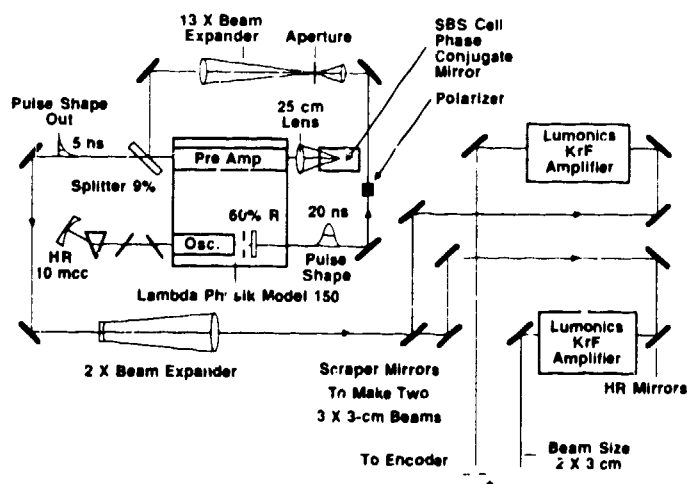 13 X Beam
Expander
Aperture
SBS Cell
Phase
Conjugate
Mirror
Polarizer
Pulse Shape
Out
5 ns
25 cm
Lens
Pre Amp
Splitter 9%
Lumonics
KrF
Amplifier
60% R
20 ns
HR
10 mcc
Osc.
Pulse
Shape
Lambda Physik Model 150
2 X Beam Expander
Scraper Mirrors
To Make Two
3 X 3-cm Beams
Lumonics
KrF
Amplifier
HR Mirrors
To Encoder
Beam Size
2 X 3 cm